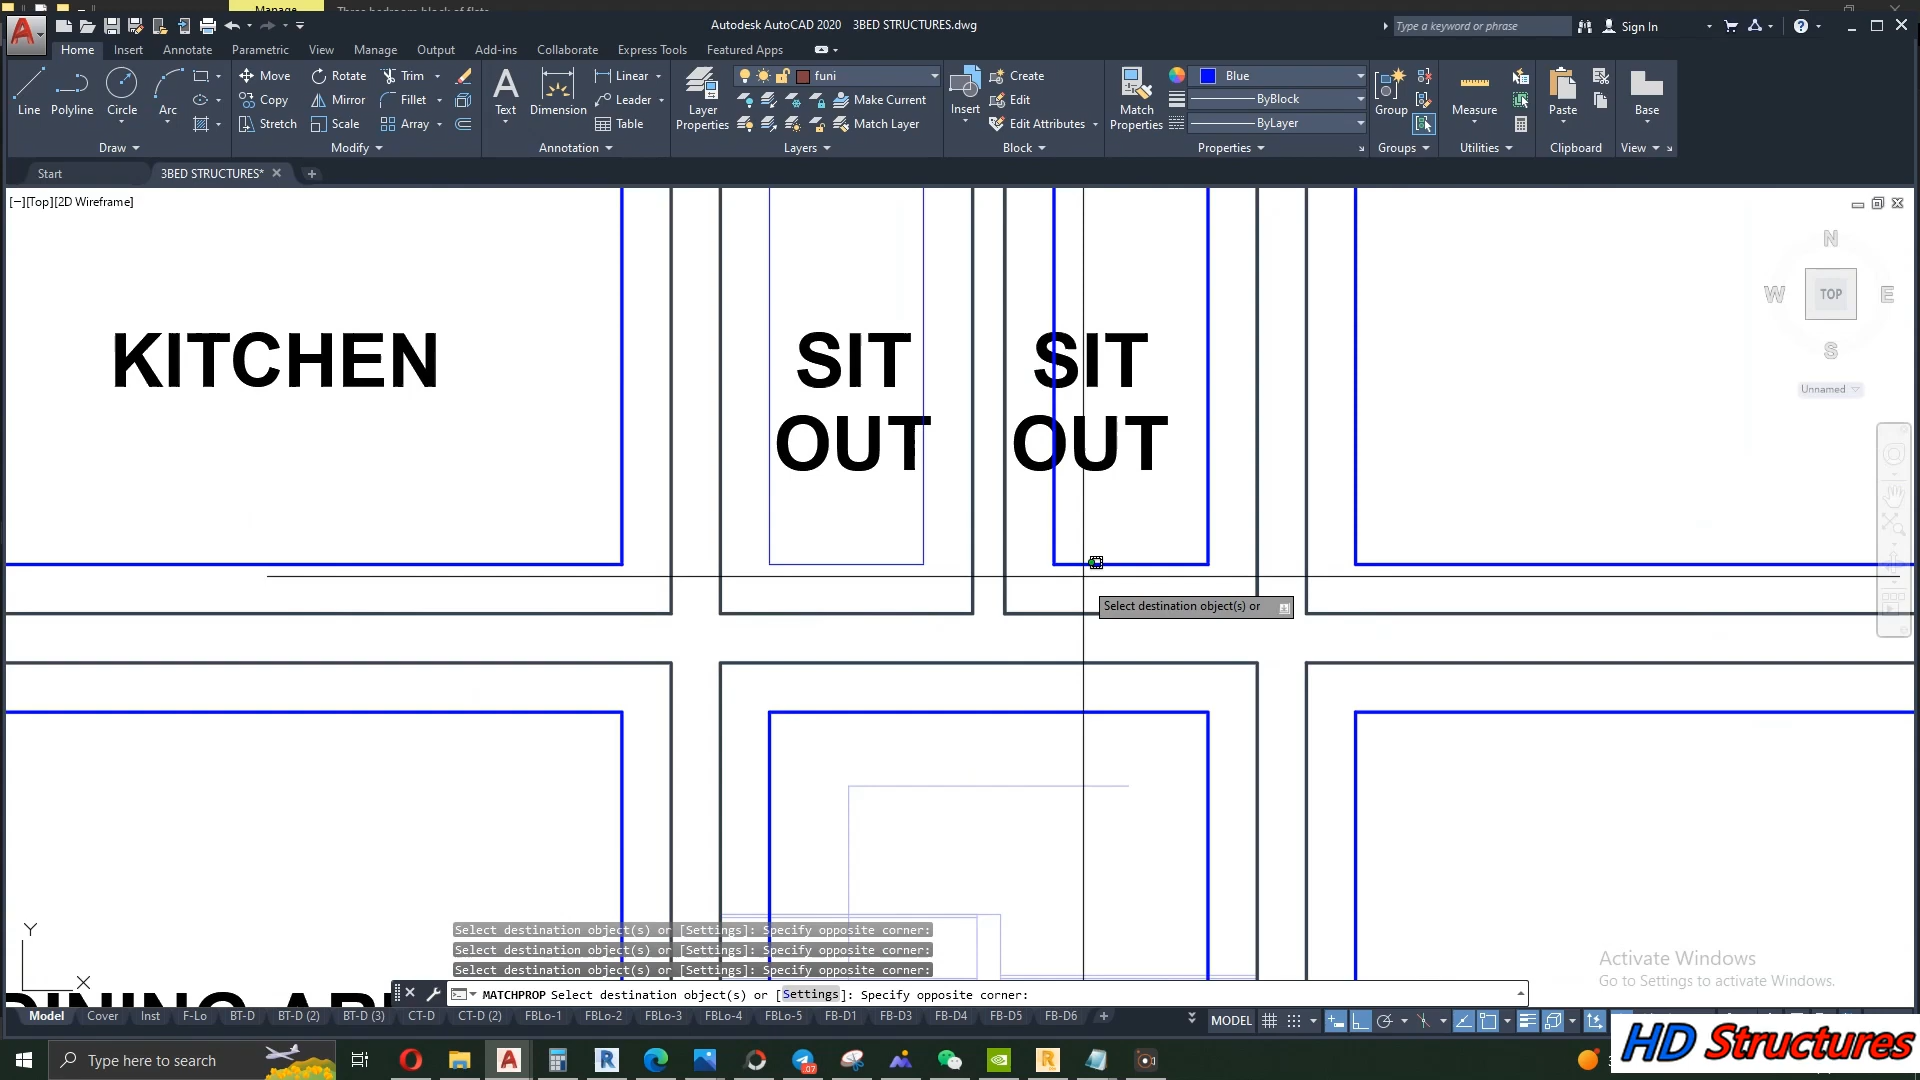 Manage
Autodesk AutoCAD 2020 3BED STRUCTURES.dwg
Type a keyword or phrase
Sign In
Home Insert Annotate Parametric View Manage Output Add-ins Collaborate Express Tools Featured Apps
Line Polyline Circle Arc
Move Rotate Trim
Copy Mirror Fillet
Stretch Scale Array
Text Dimension
Linear
Leader
Table
Layer Properties
funi
Make Current
Match Layer
Insert
Create
Edit
Edit Attributes
Match Properties
Blue
ByBlock
ByLayer
Group
Measure
Paste
Base
Draw Modify Annotation Layers Block Properties Groups Utilities Clipboard View
Start 3BED STRUCTURES*
[−][Top][2D Wireframe]
N
W TOP E
S
Unnamed
KITCHEN
SIT
OUT
SIT
OUT
Select destination object(s) or
Select destination object(s) or [Settings]: Specify opposite corner:
Select destination object(s) or [Settings]: Specify opposite corner:
Select destination object(s) or [Settings]: Specify opposite corner:
MATCHPROP Select destination object(s) or [Settings]: Specify opposite corner:
Y
X
DINING
Activate Windows
Go to Settings to activate Windows.
Model Cover Inst F-Lo BT-D BT-D (2) BT-D (3) CT-D CT-D (2) FBLo-1 FBLo-2 FBLo-3 FBLo-4 FBLo-5 FB-D1 FB-D3 FB-D4 FB-D5 FB-D6
MODEL
Type here to search
HD Structures